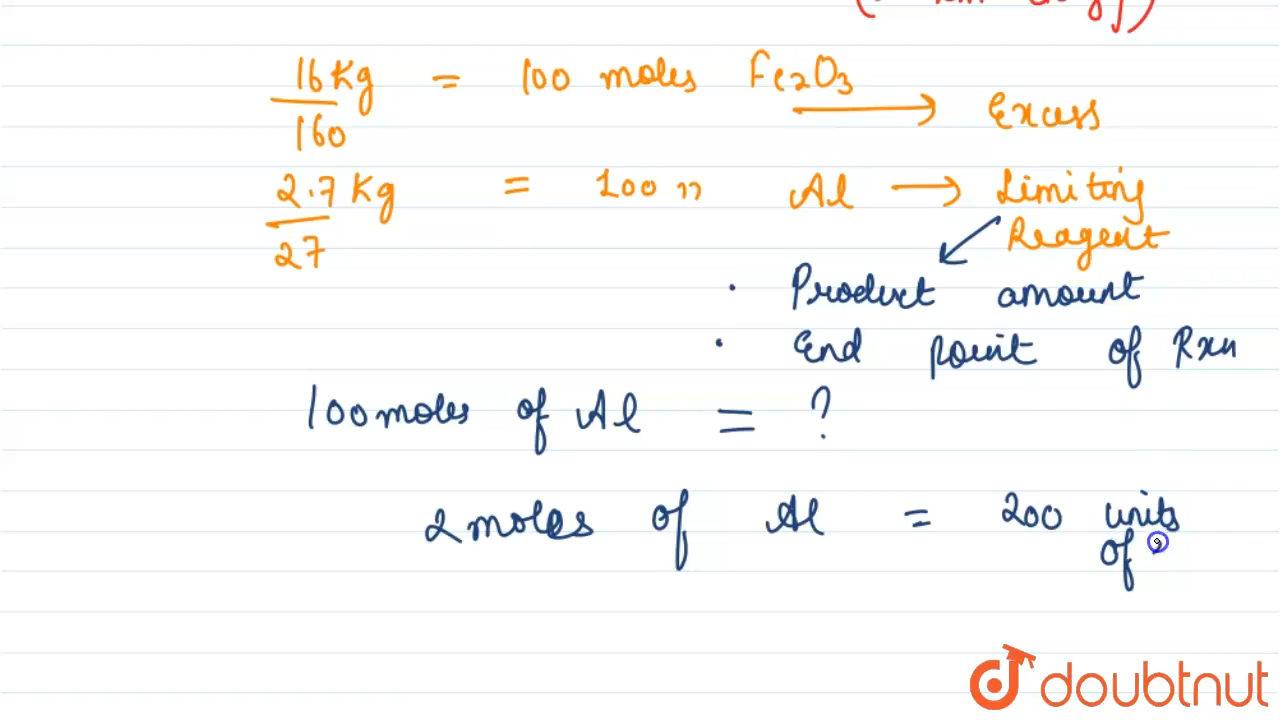 16 Kg = 100 moles Fe2O3 → Excess
160
2.7 Kg = 100 " Al → Limiting
27
Reagent
. Product amount
. End point of Rxn
100 moles of Al = ?
2 moles of Al = 200 units
of
doubtnut